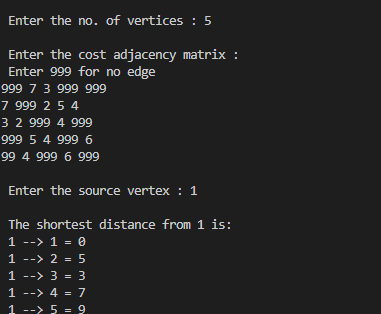 Enter the no. of vertices : 5
Enter the cost adjacency matrix :
Enter 999 for no edge
999 7 3 999 999
7 999 2 5 4
3 2 999 4 999
999 5 4 999 6
99 4 999 6 999
Enter the source vertex : 1
The shortest distance from 1 is:
1 --> 1 = 0
1 --> 2 = 5
1 --> 3 = 3
1 --> 4 = 7
1 --> 5 = 9